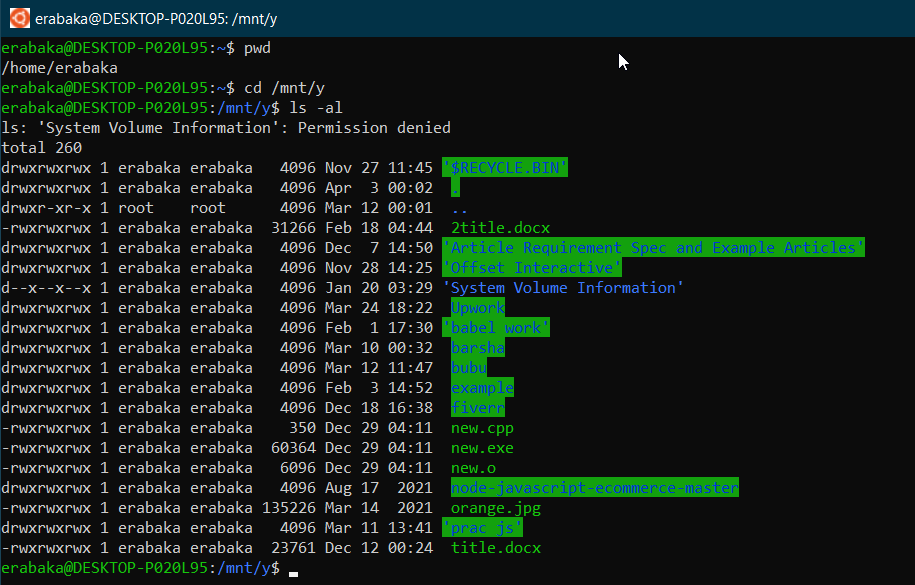 erabaka@DESKTOP-P020L95: /mnt/y
erabaka@DESKTOP-P020L95:~$ pwd
/home/erabaka
erabaka@DESKTOP-P020L95:~$ cd /mnt/y
erabaka@DESKTOP-P020L95:/mnt/y$ ls -al
ls: 'System Volume Information': Permission denied
total 260
drwxrwxrwx 1 erabaka erabaka   4096 Nov 27 11:45 '$RECYCLE.BIN'
drwxrwxrwx 1 erabaka erabaka   4096 Apr  3 00:02  .
drwxr-xr-x 1 root    root      4096 Mar 12 00:01  ..
-rwxrwxrwx 1 erabaka erabaka  31266 Feb 18 04:44  2title.docx
drwxrwxrwx 1 erabaka erabaka   4096 Dec  7 14:50 'Article Requirement Spec and Example Articles'
drwxrwxrwx 1 erabaka erabaka   4096 Nov 28 14:25 'Offset Interactive'
d--x--x--x 1 erabaka erabaka   4096 Jan 20 03:29 'System Volume Information'
drwxrwxrwx 1 erabaka erabaka   4096 Mar 24 18:22  Upwork
drwxrwxrwx 1 erabaka erabaka   4096 Feb  1 17:30 'babel work'
drwxrwxrwx 1 erabaka erabaka   4096 Mar 10 00:32  barsha
drwxrwxrwx 1 erabaka erabaka   4096 Mar 12 11:47  bubu
drwxrwxrwx 1 erabaka erabaka   4096 Feb  3 14:52  example
drwxrwxrwx 1 erabaka erabaka   4096 Dec 18 16:38  fiverr
-rwxrwxrwx 1 erabaka erabaka    350 Dec 29 04:11  new.cpp
-rwxrwxrwx 1 erabaka erabaka  60364 Dec 29 04:11  new.exe
-rwxrwxrwx 1 erabaka erabaka   6096 Dec 29 04:11  new.o
drwxrwxrwx 1 erabaka erabaka   4096 Aug 17  2021  node-javascript-ecommerce-master
-rwxrwxrwx 1 erabaka erabaka 135226 Mar 14  2021  orange.jpg
drwxrwxrwx 1 erabaka erabaka   4096 Mar 11 13:41 'prac js'
-rwxrwxrwx 1 erabaka erabaka  23761 Dec 12 00:24  title.docx
erabaka@DESKTOP-P020L95:/mnt/y$